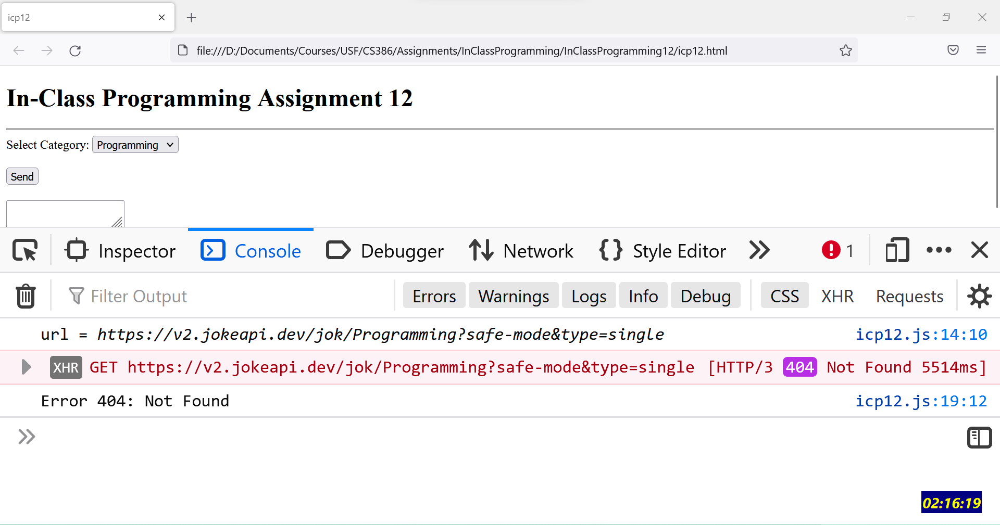 icp12
file:///D:/Documents/Courses/USF/CS386/Assignments/InClassProgramming/InClassProgramming12/icp12.html
In-Class Programming Assignment 12
Select Category: Programming
Send
Inspector Console Debugger Network Style Editor 1
Filter Output Errors Warnings Logs Info Debug CSS XHR Requests
url = https://v2.jokeapi.dev/jok/Programming?safe-mode&type=single icp12.js:14:10
XHR GET https://v2.jokeapi.dev/jok/Programming?safe-mode&type=single [HTTP/3 404 Not Found 5514ms]
Error 404: Not Found icp12.js:19:12
02:16:19